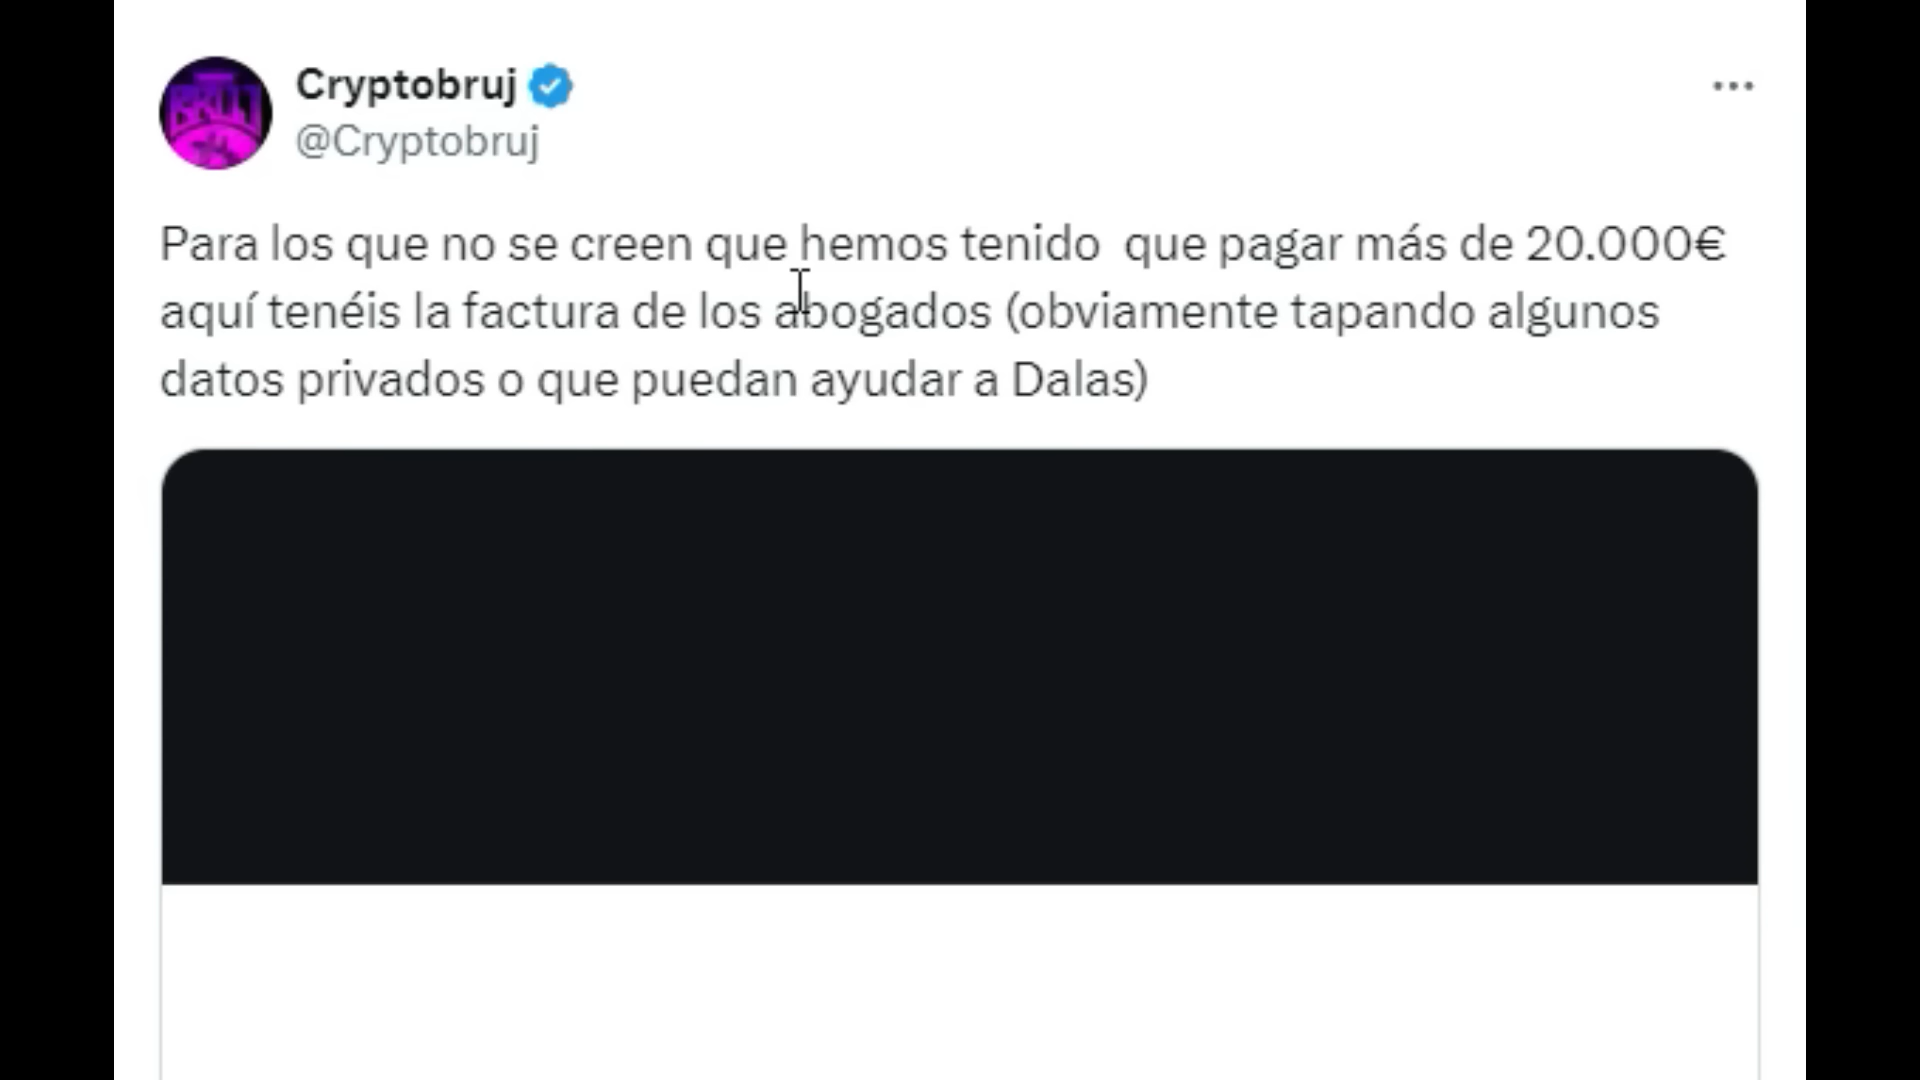 Cryptobruj
@Cryptobruj
Para los que no se creen que hemos tenido  que pagar más de 20.000€
aquí tenéis la factura de los abogados (obviamente tapando algunos
datos privados o que puedan ayudar a Dalas)
BRUJ